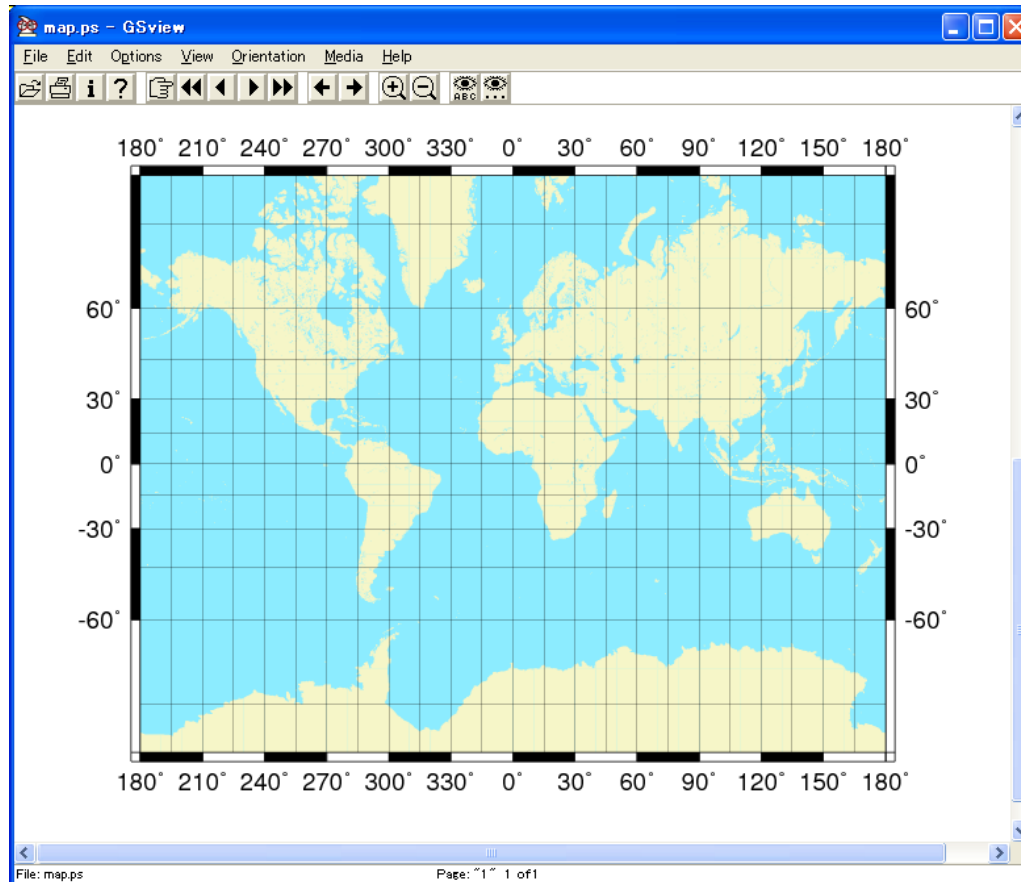 map.ps - GSview
File Edit Options View Orientation Media Help
i ? ABC
180° 210° 240° 270° 300° 330° 0° 30° 60° 90° 120° 150° 180°
60° 60°
30° 30°
0° 0°
-30° -30°
-60° -60°
180° 210° 240° 270° 300° 330° 0° 30° 60° 90° 120° 150° 180°
File: map.ps Page: "1" 1 of1